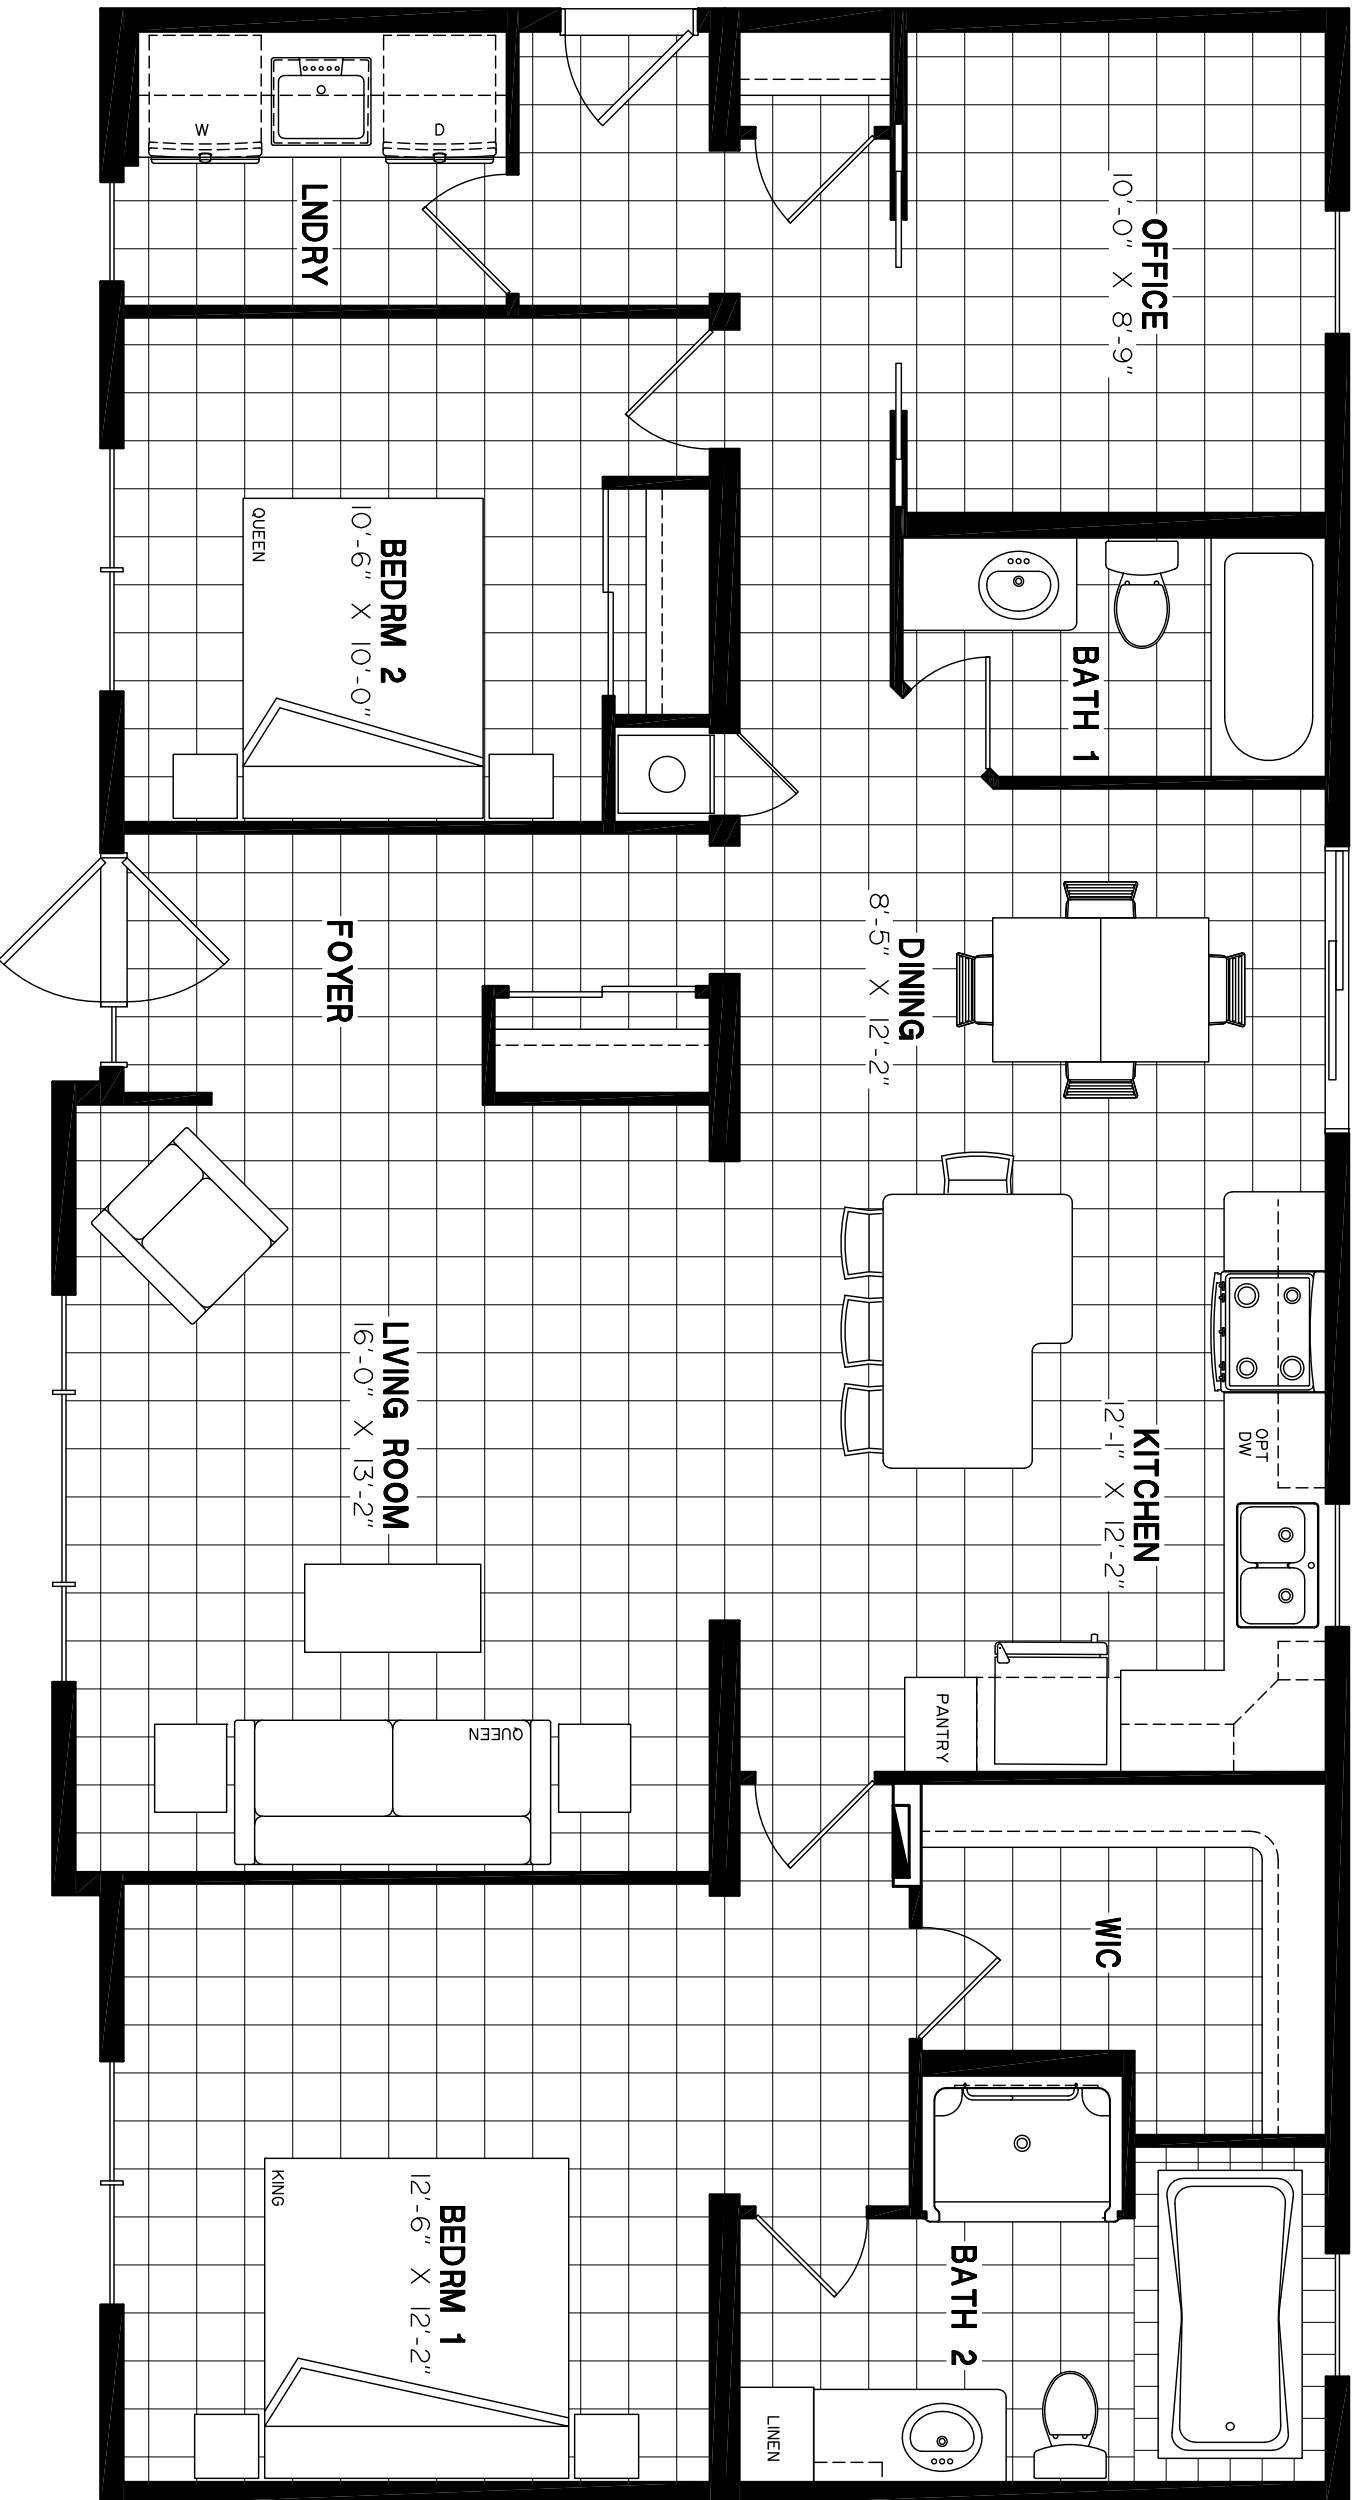 OFFICE
10'-0" X 8'-9"
BATH 1
DINING
8'-5" X 12'-2"
KITCHEN
12'-1" X 12'-2"
OPT
DW
PANTRY
WIC
BATH 2
LINEN
W
D
LNDRY
BEDRM 2
10'-6" X 10'-0"
QUEEN
FOYER
LIVING ROOM
16'-0" X 13'-2"
QUEEN
BEDRM 1
12'-6" X 12'-2"
KING